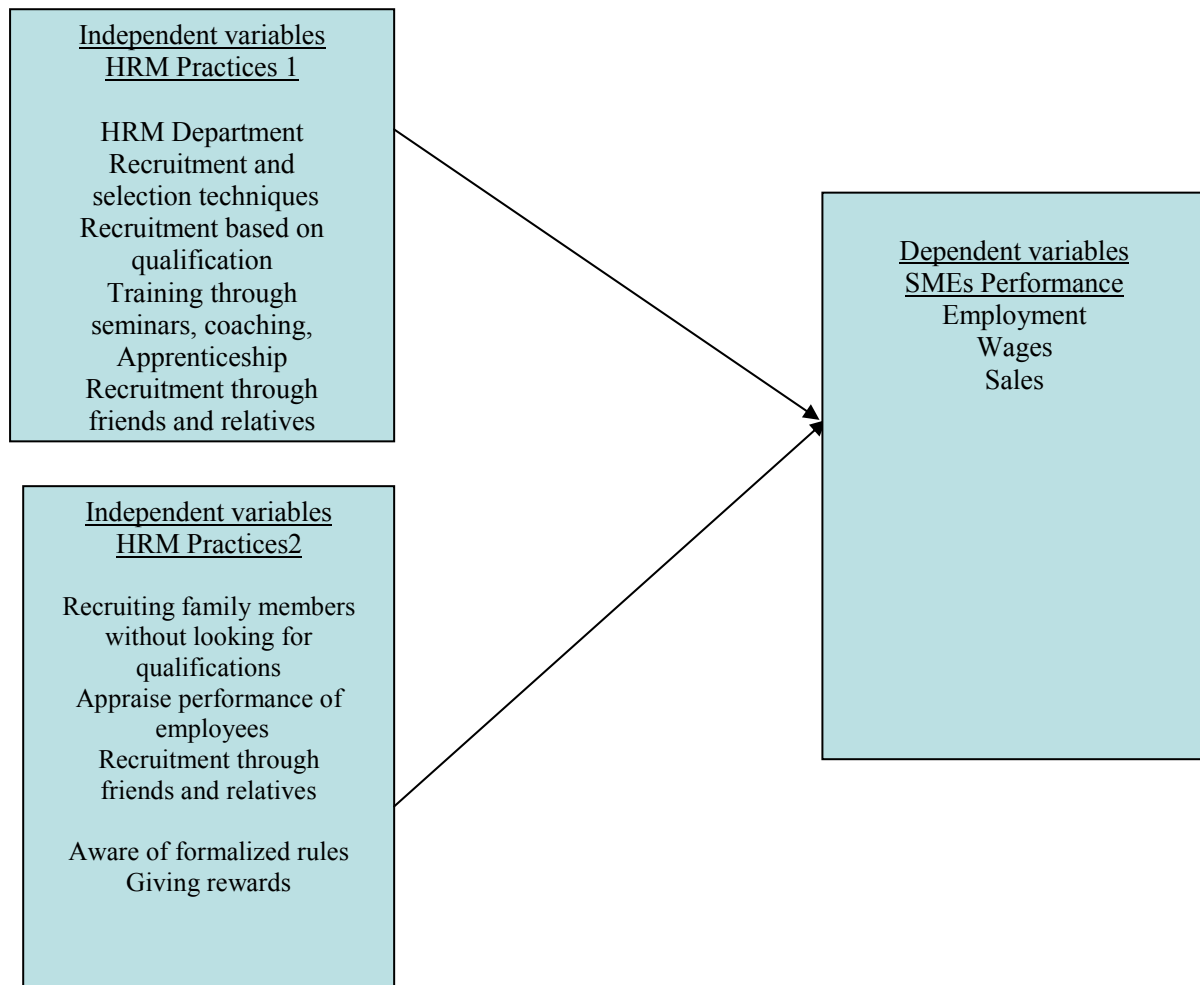 Independent variables
HRM Practices 1
HRM Department
Recruitment and
selection techniques
Recruitment based on
qualification
Training through
seminars, coaching,
Apprenticeship
Recruitment through
friends and relatives
Independent variables
HRM Practices2
Recruiting family members
without looking for
qualifications
Appraise performance of
employees
Recruitment through
friends and relatives
Aware of formalized rules
Giving rewards
Dependent variables
SMEs Performance
Employment
Wages
Sales